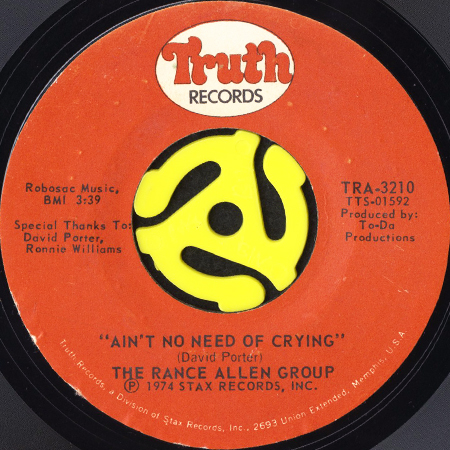 Truth
RECORDS
Robosac Music,
BMI 3:39
Special Thanks To:
David Porter,
Ronnie Williams
TRA-3210
TTS-01592
Produced by:
To-Da
Productions
"AIN'T NO NEED OF CRYING"
(David Porter)
THE RANCE ALLEN GROUP
Ⓟ 1974 STAX RECORDS, INC.
Truth Records, a Division of Stax Records, Inc., 2693 Union Extended, Memphis, U.S.A.